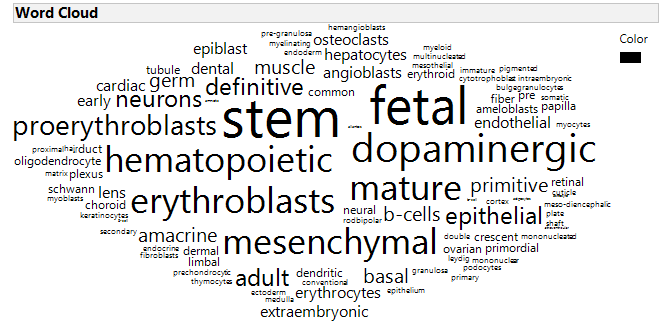 Word Cloud
Color
hemangioblasts
pre-granulosa
osteoclasts
myelinating
epiblast
endoderm
hepatocytes
myeloid
multinucleated
mesothelial
tubule
dental
muscle
angioblasts
erythroid
immature
pigmented
cytotrophoblast
intraembryonic
cardiac
germ
definitive
common
bulgegranulocytes
early
neurons
stem
fetal
fiber
pre
somatic
ameloblasts
papilla
proerythroblasts
endothelial
myocytes
proximal
duct
oligodendrocyte
matrix
plexus
hematopoietic
dopaminergic
schwann
myoblasts
lens
choroid
keratinocytes
erythroblasts
mature
primitive
retinal
cuticle
cortex
meso-diencephalic
neural
rodbipolar
b-cells
epithelial
plate
shaft
secondary
amacrine
mesenchymal
double
crescent
mononucleated
endocrine
fibroblasts
dermal
limbal
ovarian
primordial
leydig
mononuclear
prechondrocytic
thymocytes
adult
dendritic
conventional
basal
granulosa
podocytes
primary
ectoderm
medulla
erythrocytes
epithelium
extraembryonic